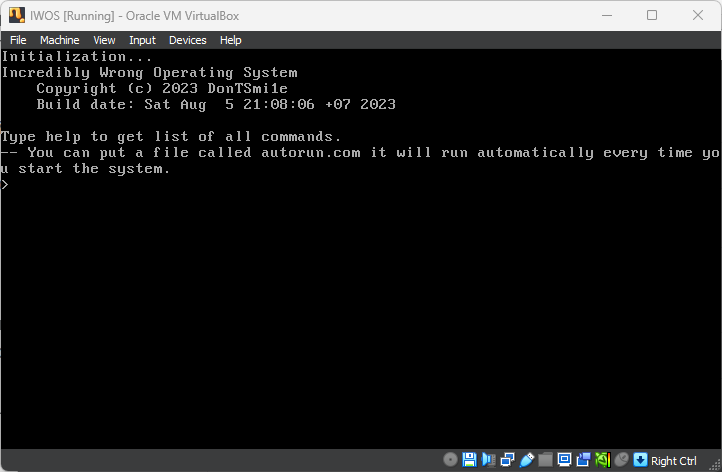 IWOS [Running] - Oracle VM VirtualBox
File Machine View Input Devices Help
Initialization...
Incredibly Wrong Operating System
    Copyright (c) 2023 DonTSmi1e
    Build date: Sat Aug  5 21:08:06 +07 2023

Type help to get list of all commands.
-- You can put a file called autorun.com it will run automatically every time yo
u start the system.
>
Right Ctrl